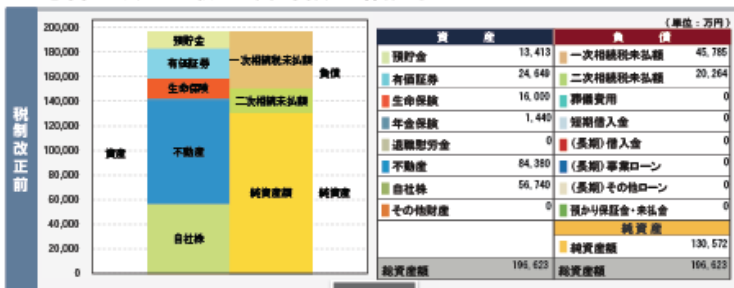 税制改正前
(単位：万円)
200,000
180,000
160,000
140,000
120,000
100,000
80,000
60,000
40,000
20,000
0
資産
預貯金
有価証券
生命保険
不動産
自社株
一次相続税未払額
二次相続未払額
純資産額
負債
純資産
資産 負債
預貯金 13,413 一次相続税未払額 45,785
有価証券 24,649 二次相続税未払額 20,264
生命保険 16,000 葬儀費用 0
年金保険 1,440 短期借入金 0
退職慰労金 0 (長期)借入金 0
不動産 84,380 (長期)事業ローン 0
自社株 56,740 (長期)その他ローン 0
その他財産 0 預かり保証金・未払金 0
純資産
純資産額 130,572
総資産額 196,623 総資産額 196,623